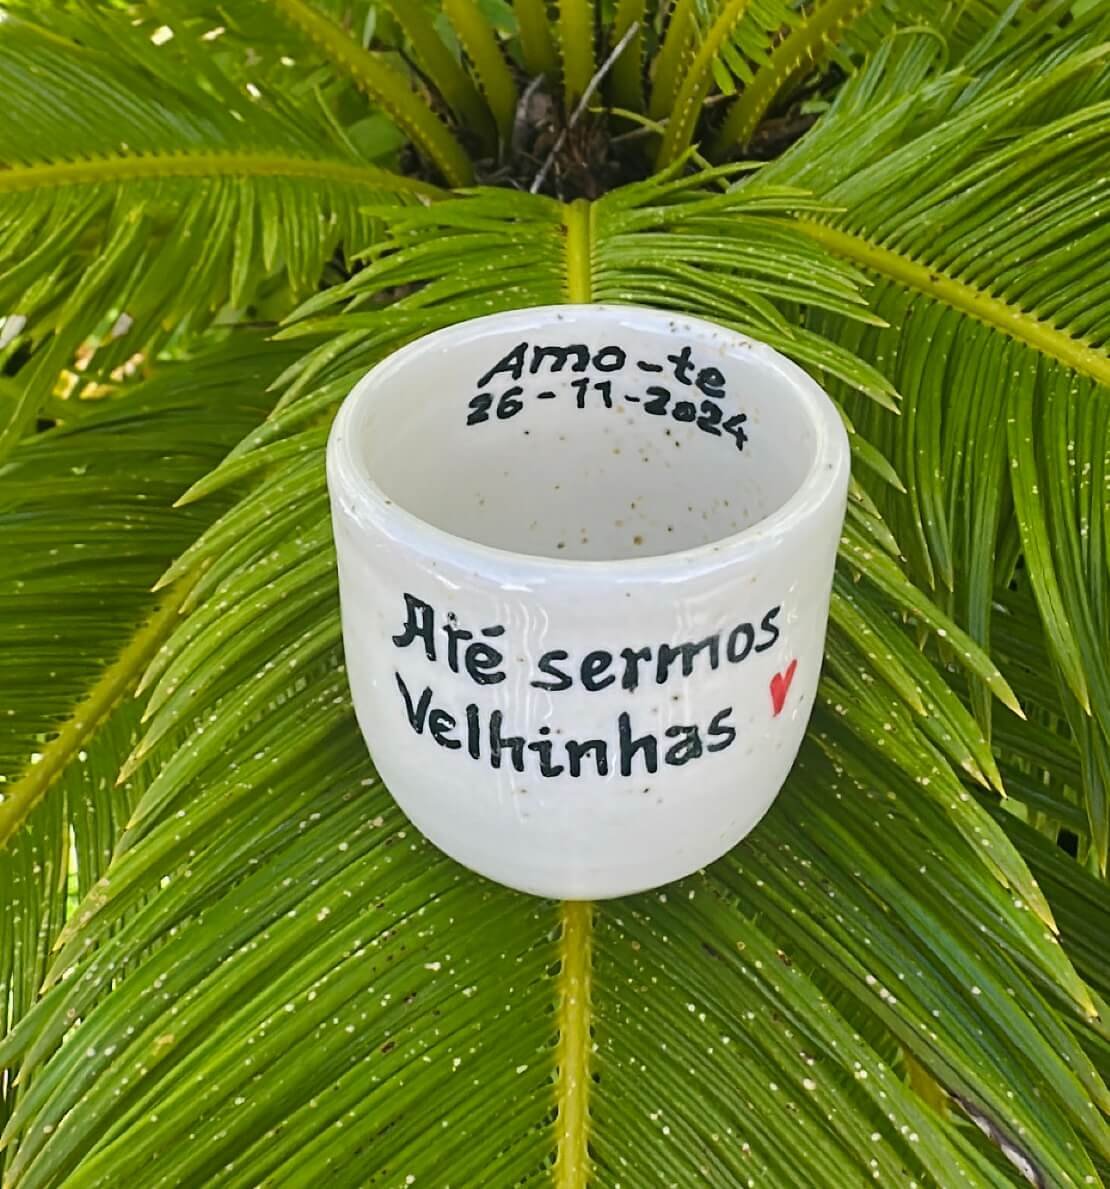 Amo-te
26-11-2024
Até sermos
Velhinhas